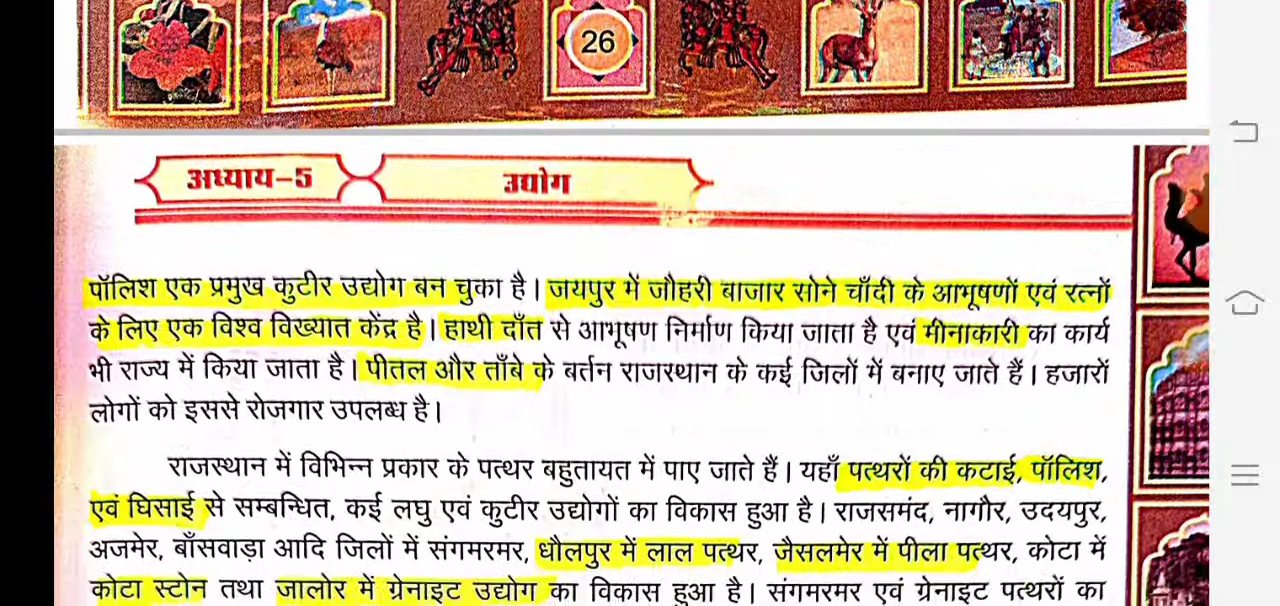 26
अध्याय-5
उद्योग
पॉलिश एक प्रमुख कुटीर उद्योग बन चुका है। जयपुर में जौहरी बाजार सोने चाँदी के आभूषणों एवं रत्नों
के लिए एक विश्व विख्यात केंद्र है। हाथी दाँत से आभूषण निर्माण किया जाता है एवं मीनाकारी का कार्य
भी राज्य में किया जाता है। पीतल और ताँबे के बर्तन राजस्थान के कई जिलों में बनाए जाते हैं। हजारों
लोगों को इससे रोजगार उपलब्ध है।
राजस्थान में विभिन्न प्रकार के पत्थर बहुतायत में पाए जाते हैं। यहाँ पत्थरों की कटाई, पॉलिश,
एवं घिसाई से सम्बन्धित, कई लघु एवं कुटीर उद्योगों का विकास हुआ है। राजसमंद, नागौर, उदयपुर,
अजमेर, बाँसवाड़ा आदि जिलों में संगमरमर, धौलपुर में लाल पत्थर, जैसलमेर में पीला पत्थर, कोटा में
कोटा स्टोन तथा जालोर में ग्रेनाइट उद्योग का विकास हुआ है। संगमरमर एवं ग्रेनाइट पत्थरों का